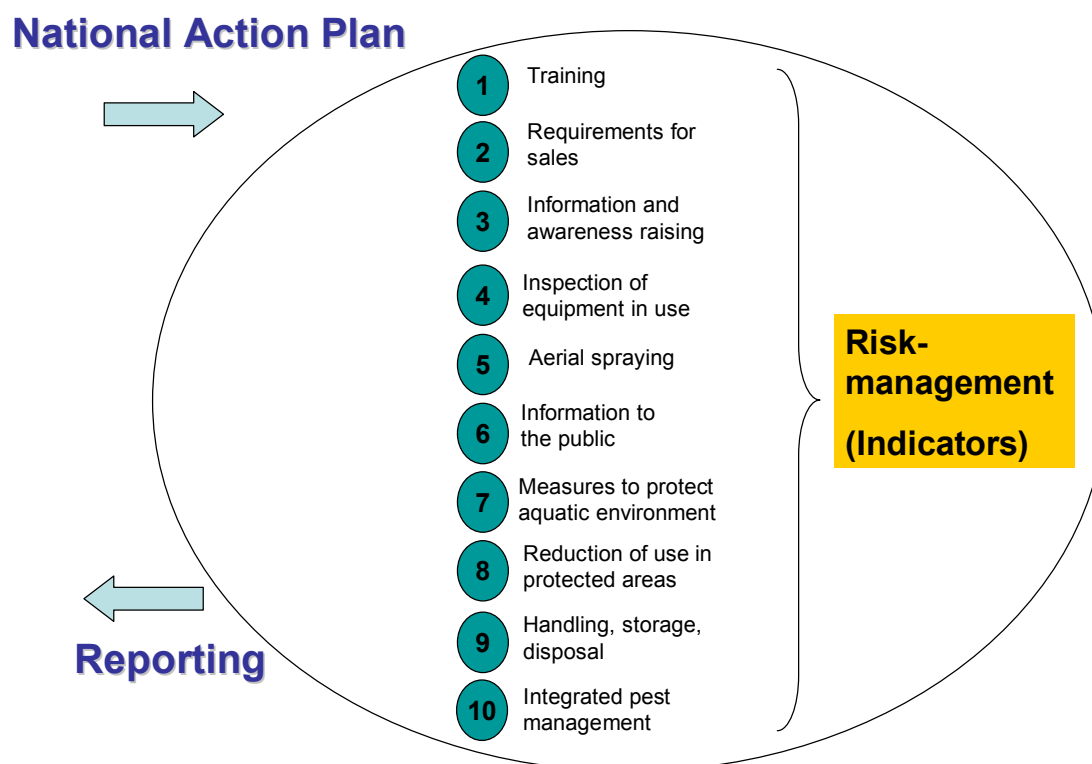 National Action Plan
1 Training
2 Requirements for
sales
3 Information and
awareness raising
4 Inspection of
equipment in use
5 Aerial spraying
6 Information to
the public
7 Measures to protect
aquatic environment
8 Reduction of use in
protected areas
9 Handling, storage,
disposal
10 Integrated pest
management
Risk-
management
(Indicators)
Reporting